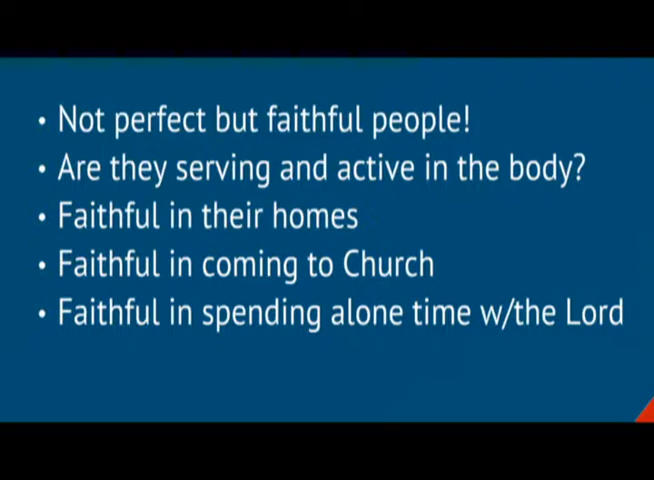 • Not perfect but faithful people!
• Are they serving and active in the body?
• Faithful in their homes
• Faithful in coming to Church
• Faithful in spending alone time w/the Lord